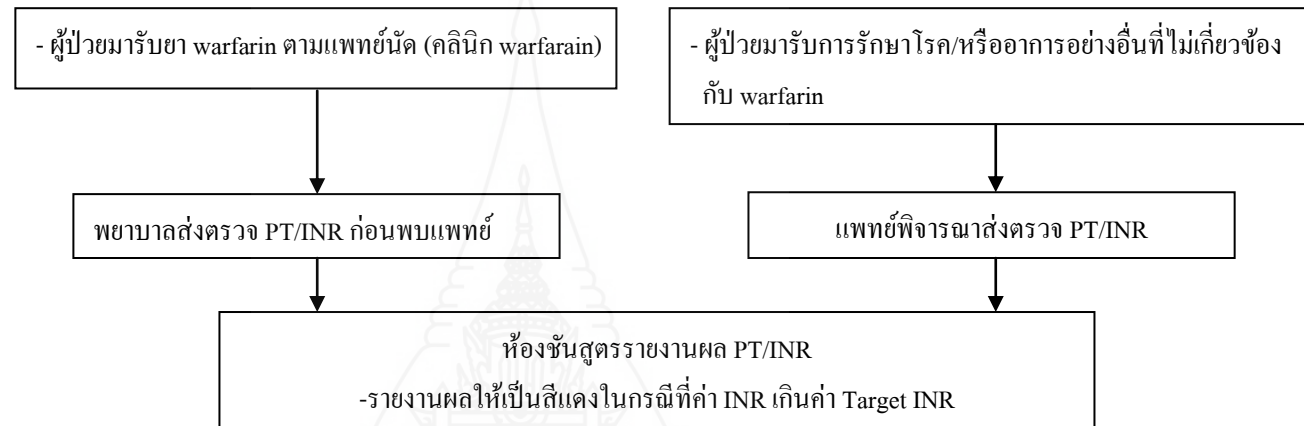 - ผู้ป่วยมารับยา warfarin ตามแพทย์นัด (คลินิก warfarain)
- ผู้ป่วยมารับการรักษาโรค/หรืออาการอย่างอื่นที่ไม่เกี่ยวข้อง
กับ warfarin
พยาบาลส่งตรวจ PT/INR ก่อนพบแพทย์
แพทย์พิจารณาส่งตรวจ PT/INR
ห้องชันสูตรรายงานผล PT/INR
-รายงานผลให้เป็นสีแดงในกรณีที่ค่า INR เกินค่า Target INR